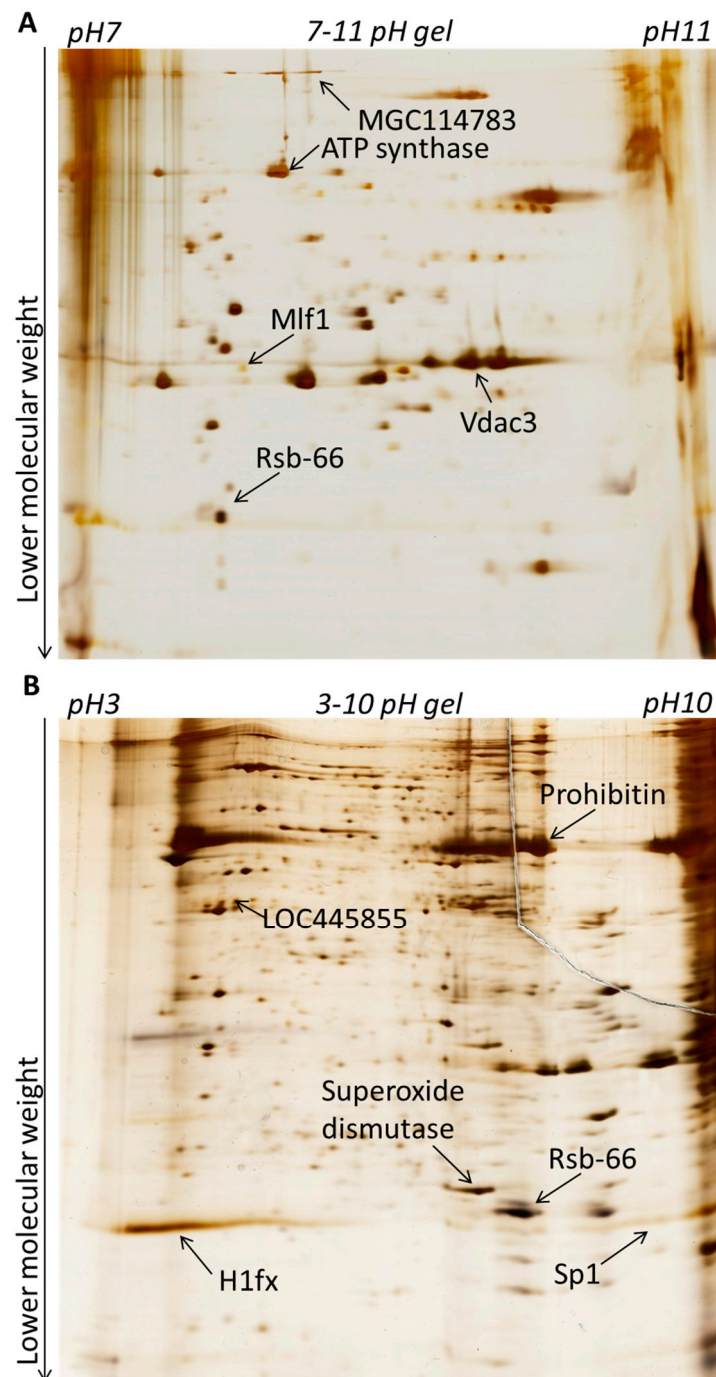 A
pH7 7-11 pH gel pH11
MGC114783
ATP synthase
Mlf1
Vdac3
Rsb-66
Lower molecular weight
B
pH3 3-10 pH gel pH10
Prohibitin
LOC445855
Superoxide
dismutase
Rsb-66
H1fx
Sp1
Lower molecular weight